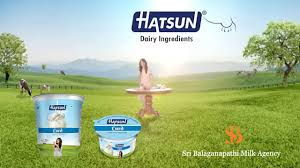 HATSUN
Dairy Ingredients
HATSUN
Curd
HATSUN
Curd
Sri Balaganapathi Milk Agency